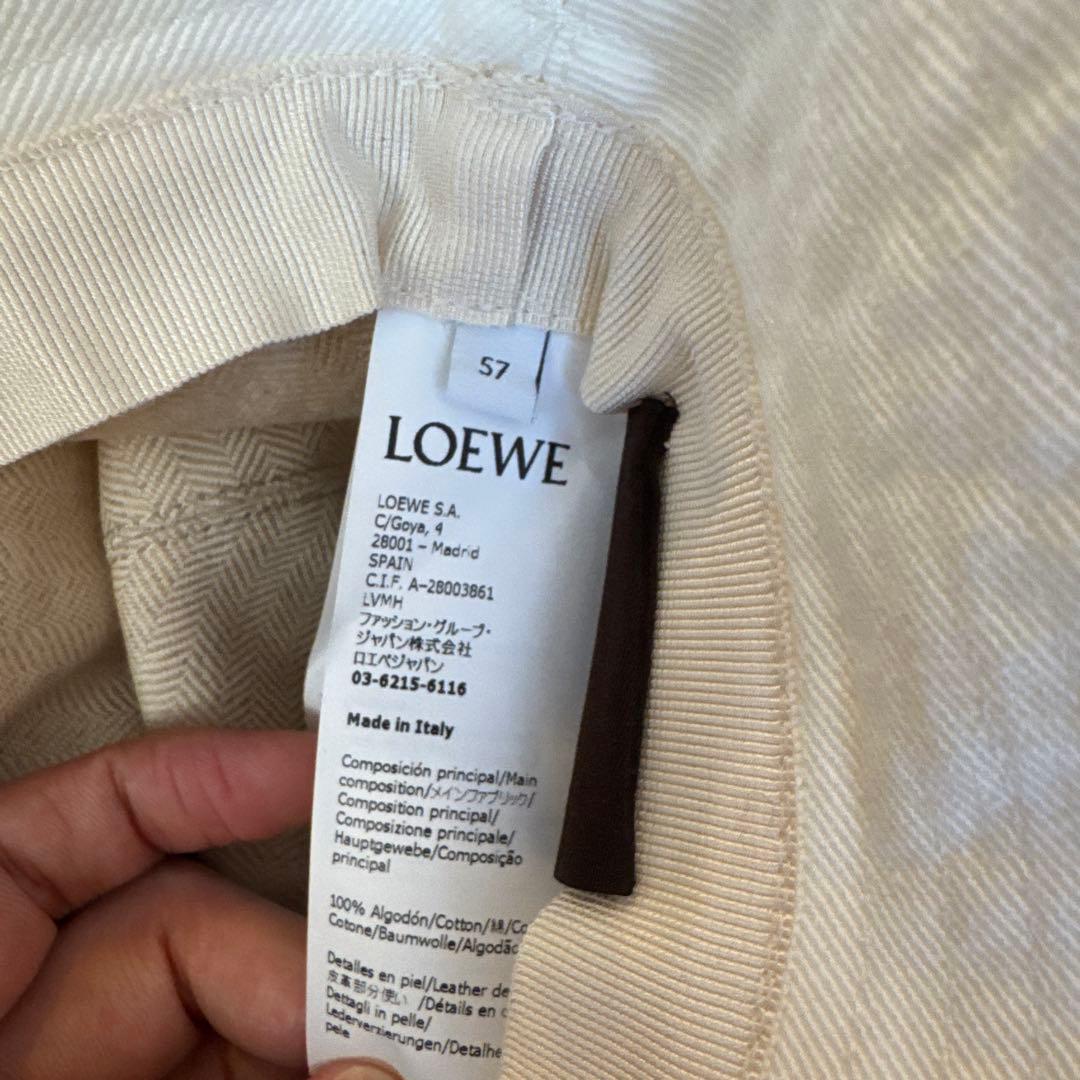 57
LOEWE
LOEWE S.A.
C/Goya, 4
28001 – Madrid
SPAIN
C.I.F. A-28003861
LVMH
ファッション・グループ・
ジャパン株式会社
ロエベジャパン
03-6215-6116
Made in Italy
Composición principal/Main
composition/メインファブリック/
Composition principal/
Composizione principale/
Hauptgewebe/Composição
principal
100% Algodón/Cotton/綿/Co
Cotone/Baumwolle/Algodão
Detalles en piel/Leather de
皮革部分使い /Détails en c
Dettagli in pelle/
Lederverzierungen/Detalhe
pele